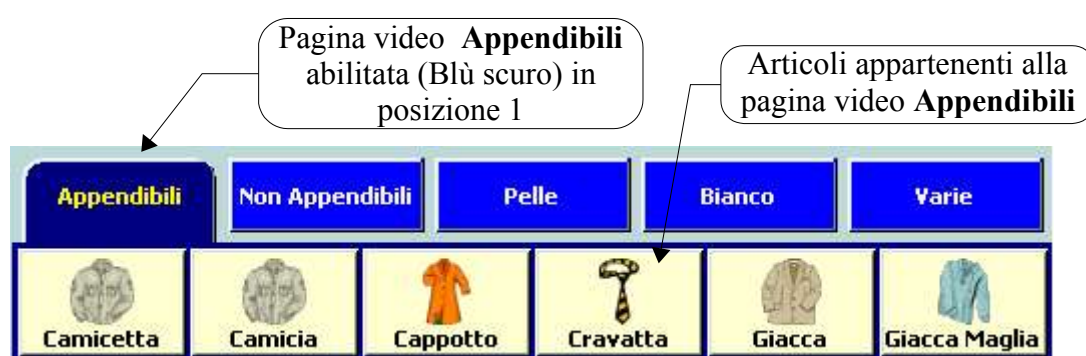 Pagina video Appendibili
abilitata (Blù scuro) in
posizione 1
Articoli appartenenti alla
pagina video Appendibili
Appendibili
Non Appendibili
Pelle
Bianco
Varie
Camicetta
Camicia
Cappotto
Cravatta
Giacca
Giacca Maglia